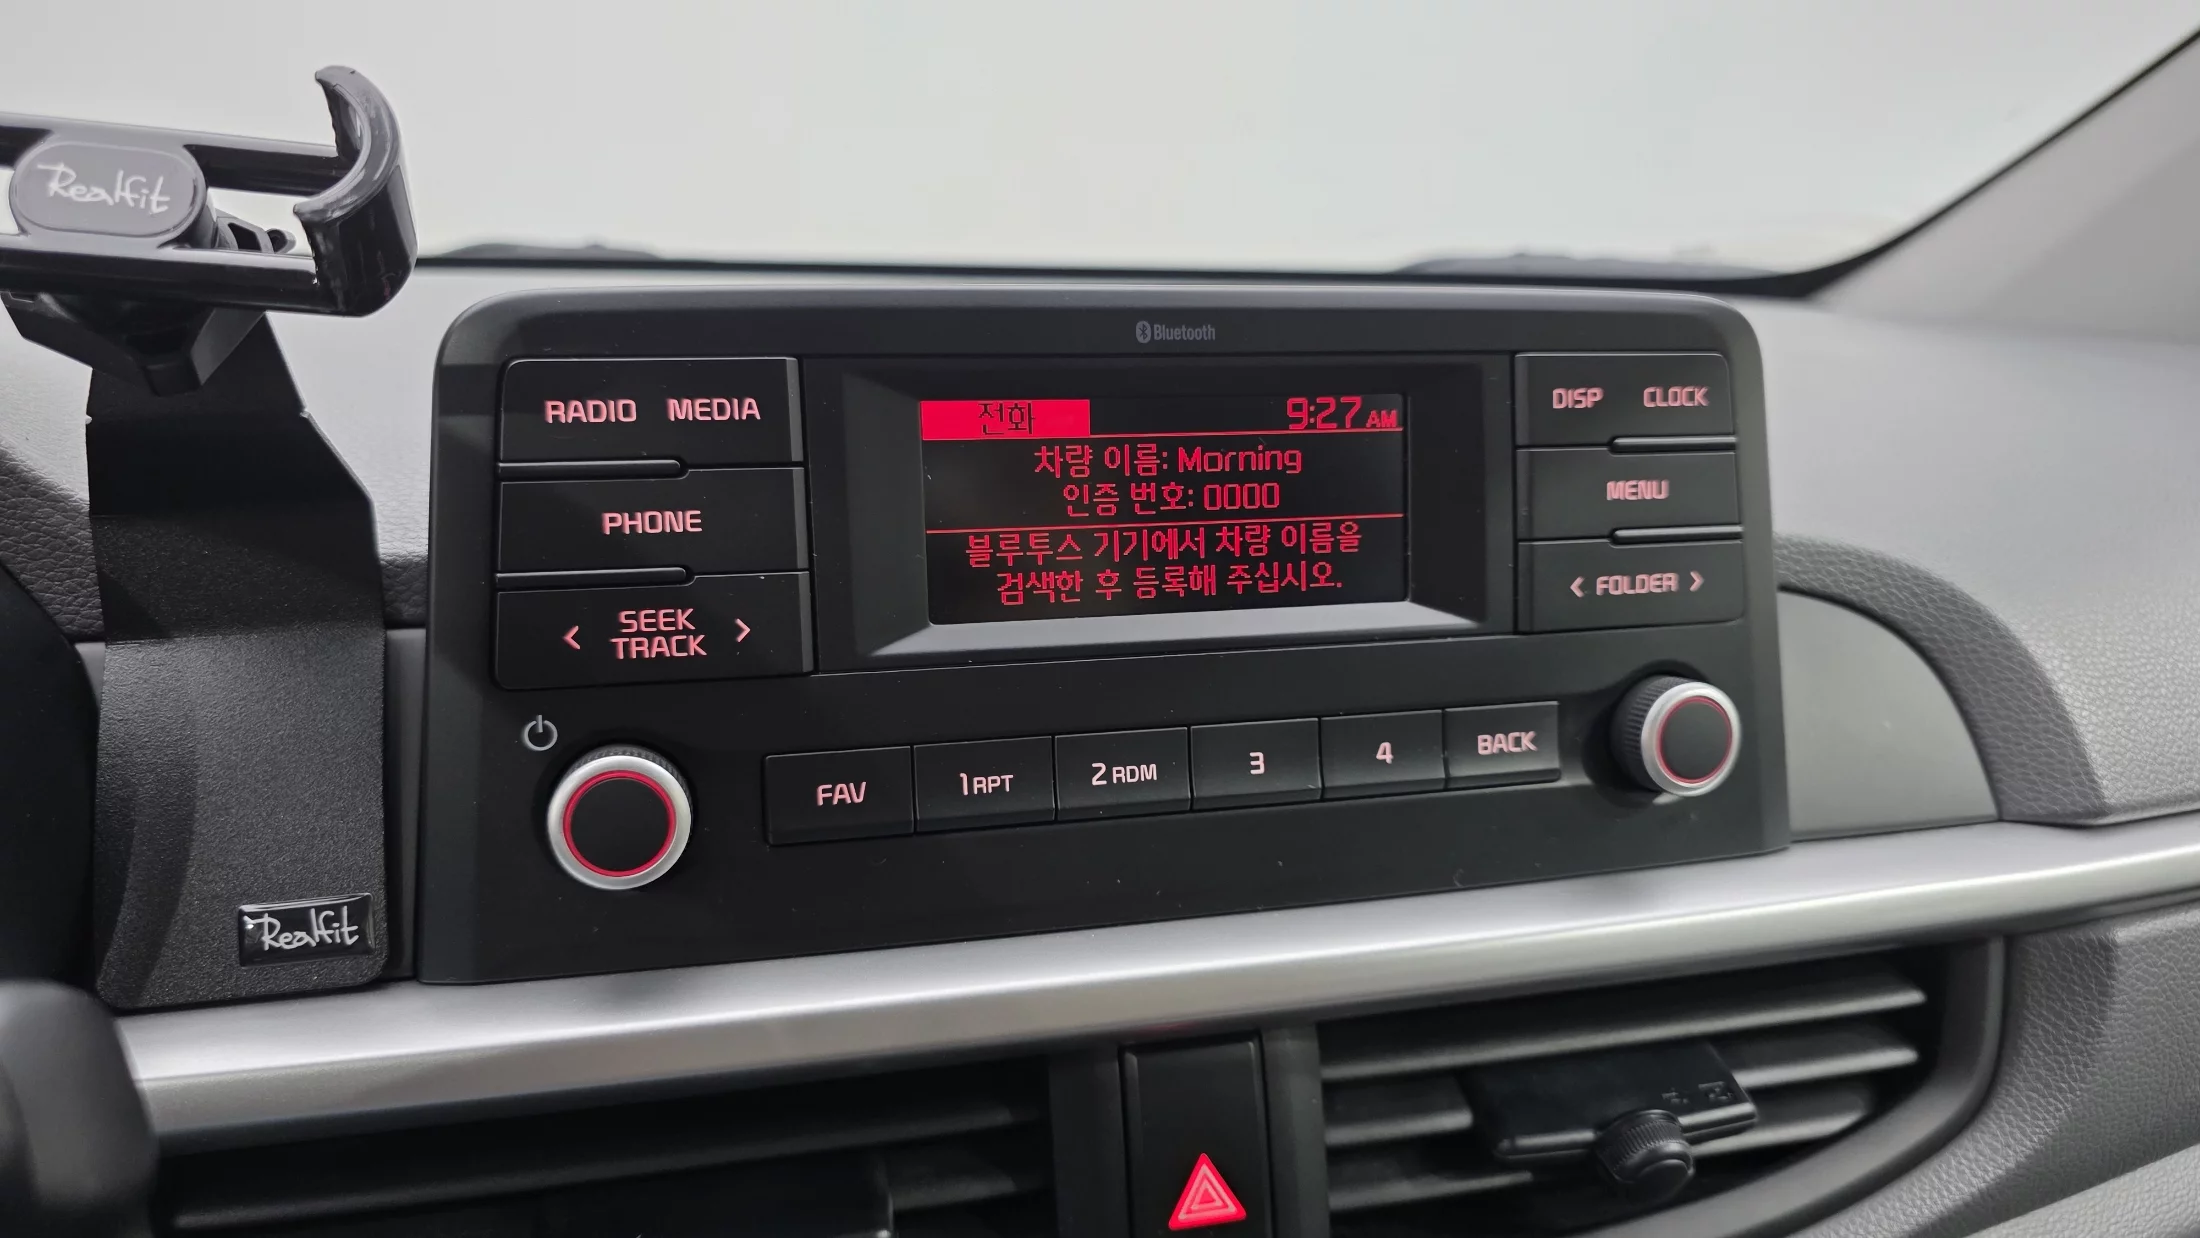 Realfit
Bluetooth
RADIO MEDIA
PHONE
< SEEK TRACK >
전화 9:27 AM
차량 이름: Morning
인증 번호: 0000
블루투스 기기에서 차량 이름을
검색한 후 등록해 주십시오.
DISP CLOCK
MENU
< FOLDER >
FAV 1 RPT 2 RDM 3 4 BACK
Realfit